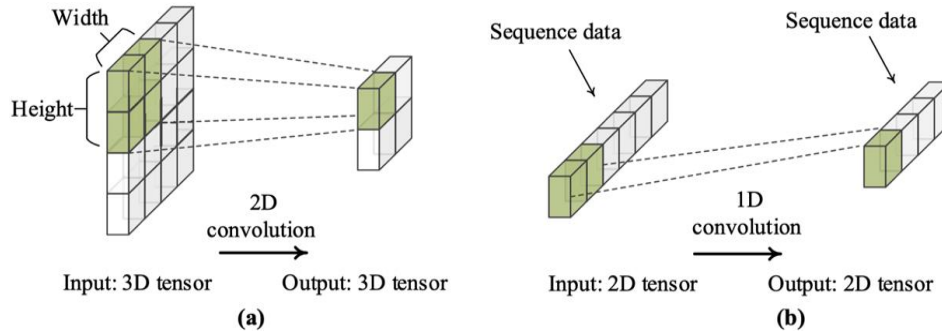 Width
Height
2D
convolution
Input: 3D tensor
Output: 3D tensor
(a)
Sequence data
Sequence data
1D
convolution
Input: 2D tensor
Output: 2D tensor
(b)